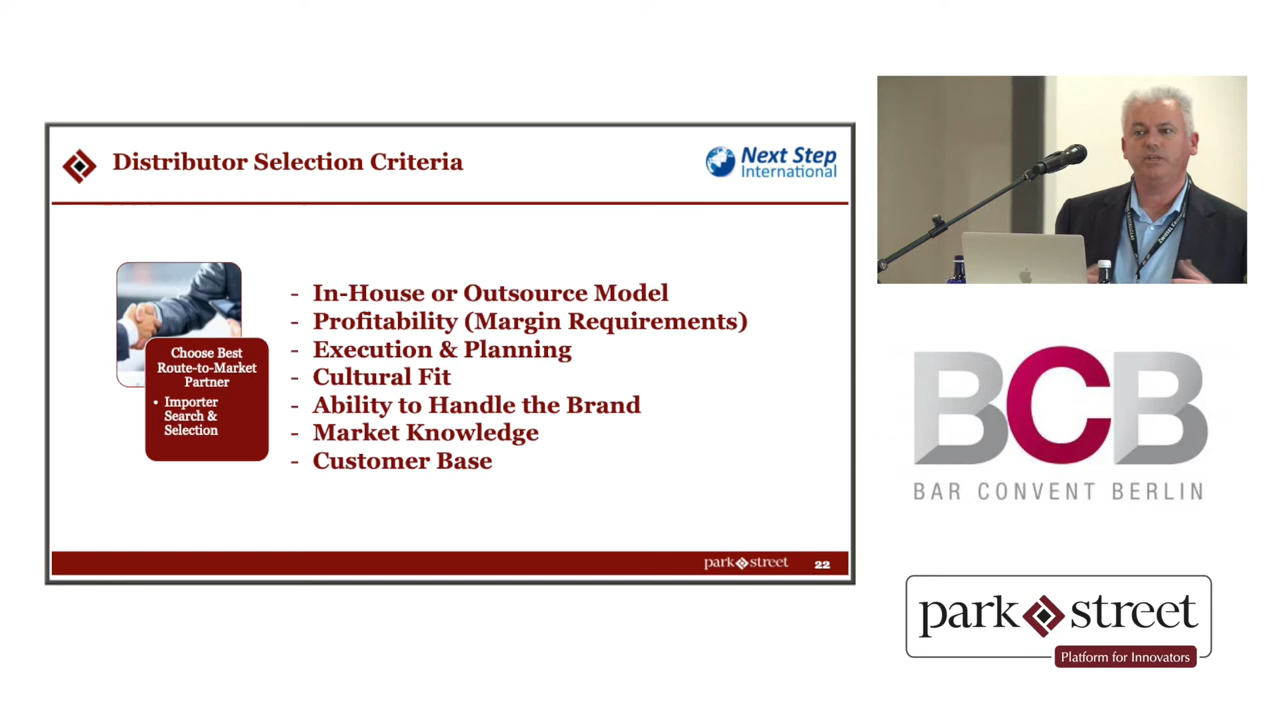 Distributor Selection Criteria
Next Step
International
Choose Best
Route-to-Market
Partner
• Importer
Search &
Selection
- In-House or Outsource Model
- Profitability (Margin Requirements)
- Execution & Planning
- Cultural Fit
- Ability to Handle the Brand
- Market Knowledge
- Customer Base
park street
22
BCB
BAR CONVENT BERLIN
park street
Platform for Innovators